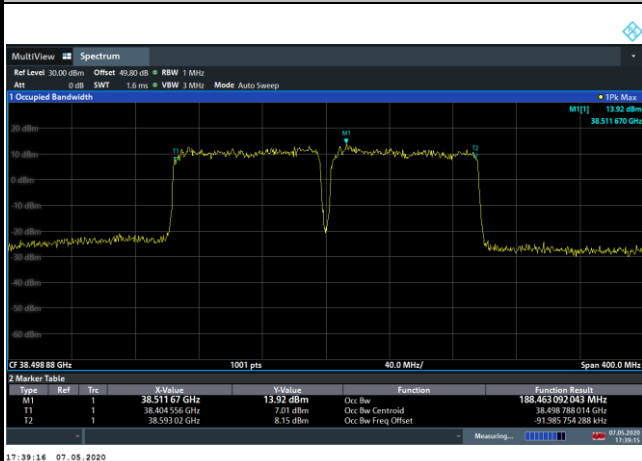 MultiView Spectrum
Ref Level 30.00 dBm Offset 49.80 dB RBW 1 MHz
Att 0 dB SWT 1.6 ms VBW 3 MHz Mode Auto Sweep
1 Occupied Bandwidth 1Pk Max
M1[1] 13.92 dBm
38.511 670 GHz
20 dBm
M1
T1 T2
10 dBm
0 dBm
-10 dBm
-20 dBm
-30 dBm
-40 dBm
-50 dBm
-60 dBm
CF 38.498 88 GHz 1001 pts 40.0 MHz/ Span 400.0 MHz
2 Marker Table
Type Ref Trc X-Value Y-Value Function Function Result
M1 1 38.511 67 GHz 13.92 dBm Occ Bw 188.463 092 043 MHz
T1 1 38.404 556 GHz 7.01 dBm Occ Bw Centroid 38.498 788 014 GHz
T2 1 38.593 02 GHz 8.15 dBm Occ Bw Freq Offset -91.985 754 288 kHz
Measuring... 07.05.2020
17:39:15
17:39:16 07.05.2020